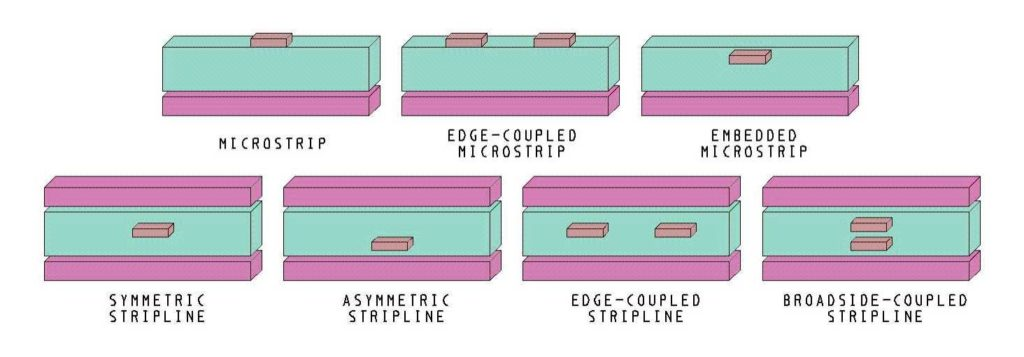 MICROSTRIP
EDGE-COUPLED
MICROSTRIP
EMBEDDED
MICROSTRIP
SYMMETRIC
STRIPLINE
ASYMMETRIC
STRIPLINE
EDGE-COUPLED
STRIPLINE
BROADSIDE-COUPLED
STRIPLINE